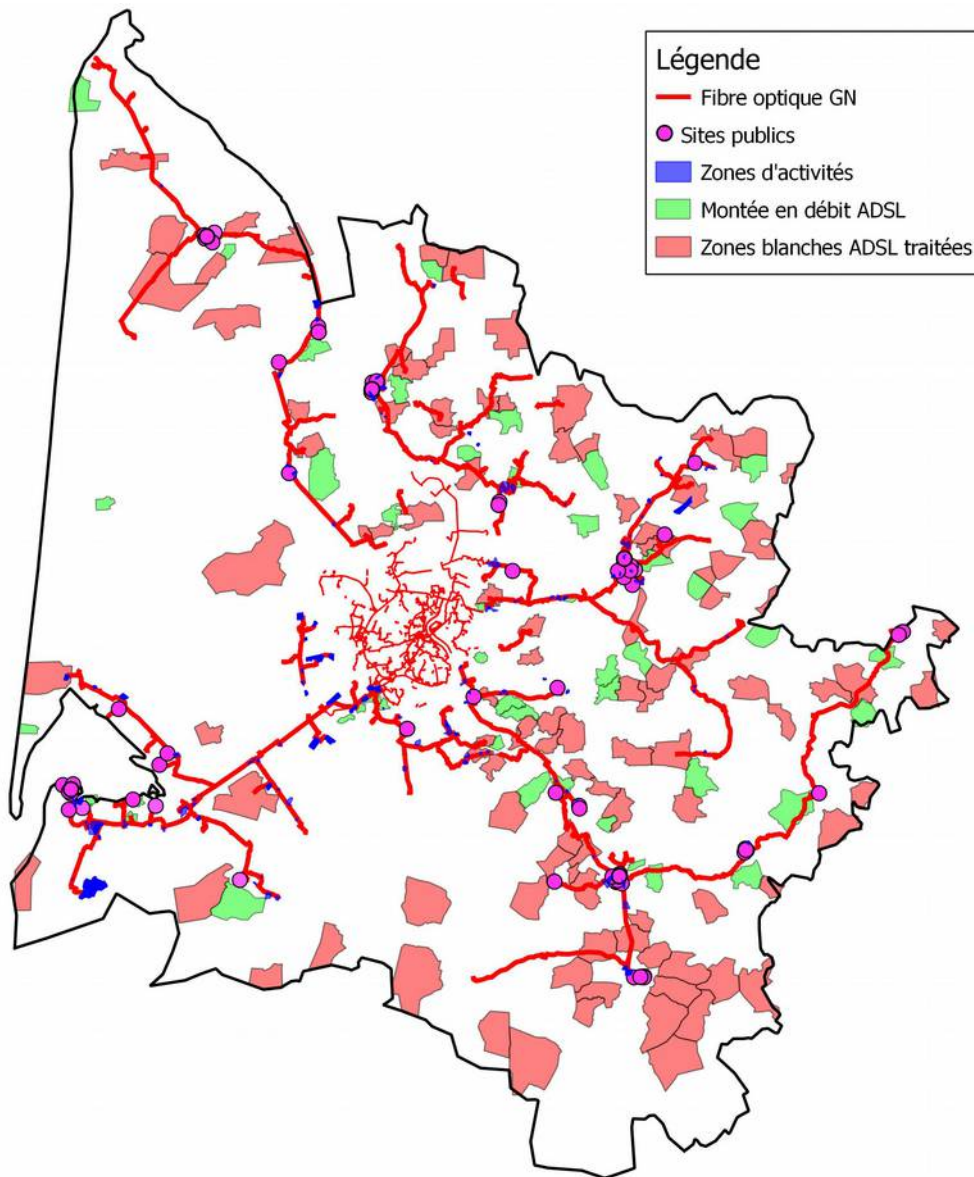 Légende
Fibre optique GN
Sites publics
Zones d'activités
Montée en débit ADSL
Zones blanches ADSL traitées